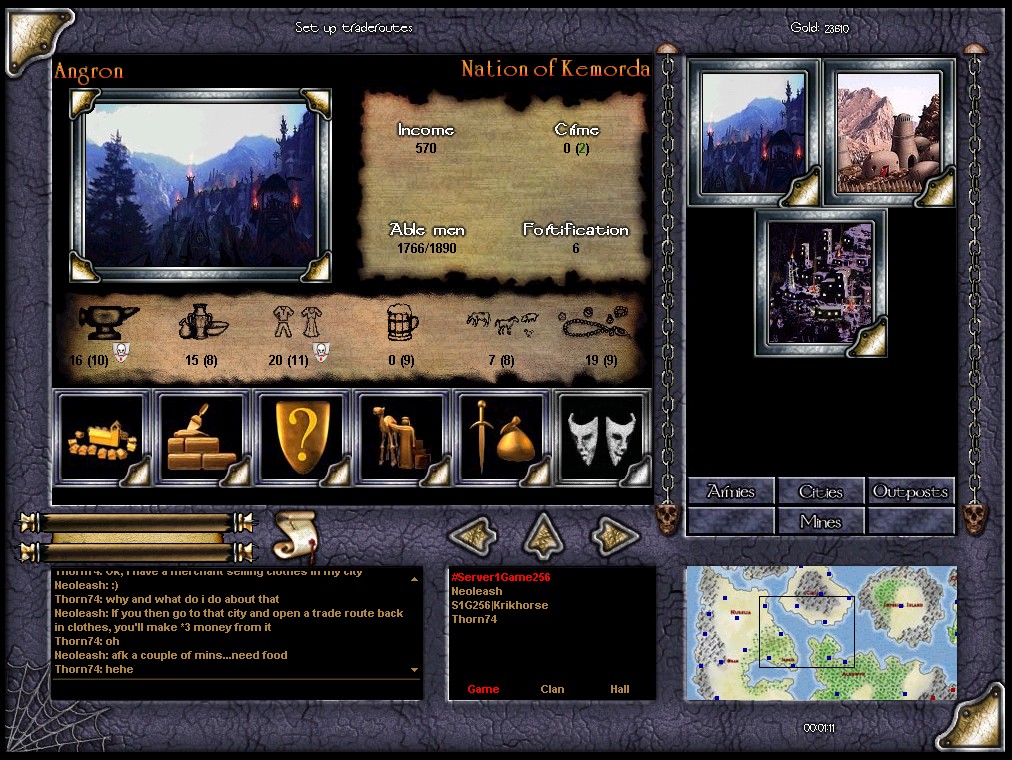 Set up traderoutes
Gold: 23610
Angron
Nation of Kemorda
Income
570
Crime
0 (2)
Able men
1766/1890
Fortification
6
16 (10)
15 (8)
20 (11)
0 (9)
7 (8)
19 (9)
Armies
Cities
Outposts
Mines
Thorn74: Ok, i have a merchant selling clothes in my city
Neoleash: :)
Thorn74: why and what do i do about that
Neoleash: If you then go to that city and open a trade route back
in clothes, you'll make *3 money from it
Thorn74: oh
Neoleash: afk a couple of mins...need food
Thorn74: hehe
#Server1Game256
Neoleash
S1G256|Krikhorse
Thorn74
Game
Clan
Hall
00:01:11